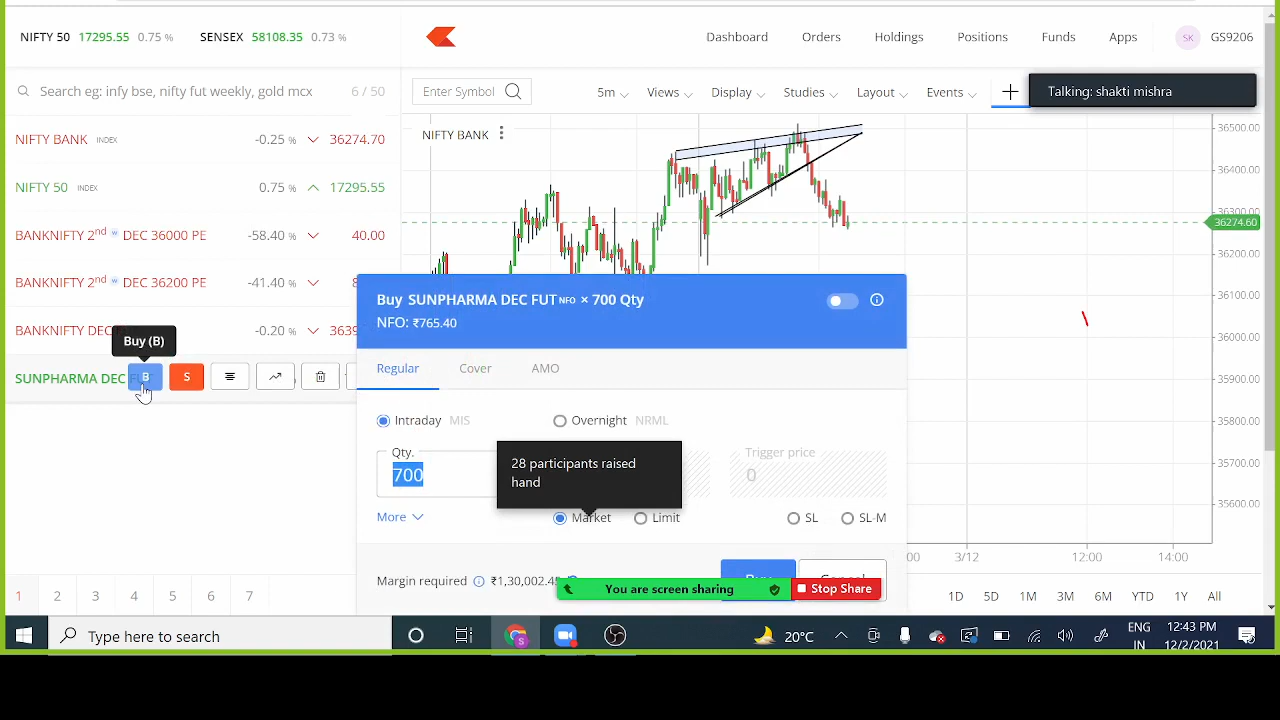 NIFTY 50 17295.55 0.75 % SENSEX 58108.35 0.73 %
Dashboard Orders Holdings Positions Funds Apps SK GS9206
Search eg: infy bse, nifty fut weekly, gold mcx 6 / 50
Enter Symbol 5m Views Display Studies Layout Events
Talking: shakti mishra
NIFTY BANK INDEX -0.25 % 36274.70
NIFTY 50 INDEX 0.75 % 17295.55
BANKNIFTY 2nd w DEC 36000 PE -58.40 % 40.00
BANKNIFTY 2nd w DEC 36200 PE -41.40 %
BANKNIFTY DEC -0.20 %
Buy (B)
SUNPHARMA DEC B S
1 2 3 4 5 6 7
NIFTY BANK
36500.00
36400.00
36300.00
36274.60
36200.00
36100.00
36000.00
35900.00
35800.00
35700.00
35600.00
3/12 12:00 14:00
1D 5D 1M 3M 6M YTD 1Y All
Buy SUNPHARMA DEC FUT NFO × 700 Qty
NFO: ₹765.40
Regular Cover AMO
Intraday MIS Overnight NRML
Qty. Trigger price
700 0
28 participants raised
hand
More Market Limit SL SL-M
Margin required ₹1,30,002.45
You are screen sharing Stop Share
Type here to search 20°C ENG
IN
12:43 PM
12/2/2021